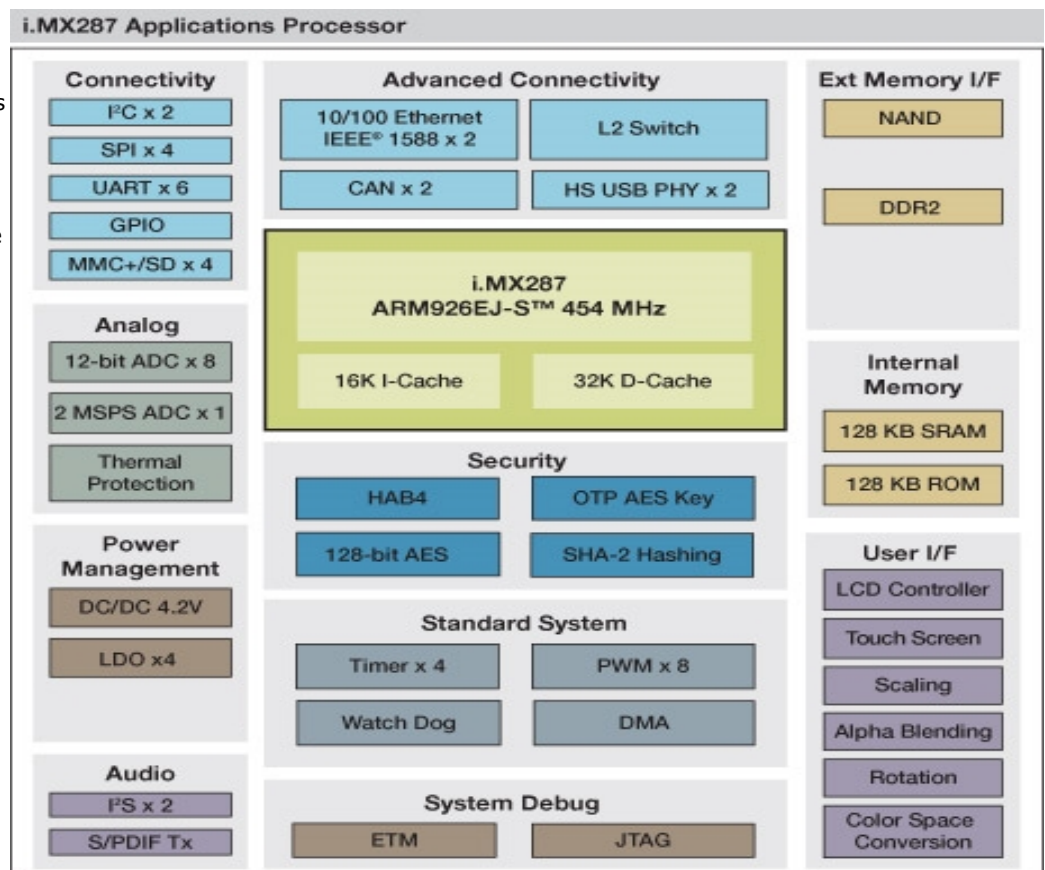 i.MX287 Applications Processor
s
e
Connectivity
I²C x 2
SPI x 4
UART x 6
GPIO
MMC+/SD x 4
Analog
12-bit ADC x 8
2 MSPS ADC x 1
Thermal
Protection
Power
Management
DC/DC 4.2V
LDO x4
Audio
I²S x 2
S/PDIF Tx
Advanced Connectivity
10/100 Ethernet
IEEE® 1588 x 2
L2 Switch
CAN x 2
HS USB PHY x 2
i.MX287
ARM926EJ-S™ 454 MHz
16K I-Cache
32K D-Cache
Security
HAB4
OTP AES Key
128-bit AES
SHA-2 Hashing
Standard System
Timer x 4
PWM x 8
Watch Dog
DMA
System Debug
ETM
JTAG
Ext Memory I/F
NAND
DDR2
Internal
Memory
128 KB SRAM
128 KB ROM
User I/F
LCD Controller
Touch Screen
Scaling
Alpha Blending
Rotation
Color Space
Conversion